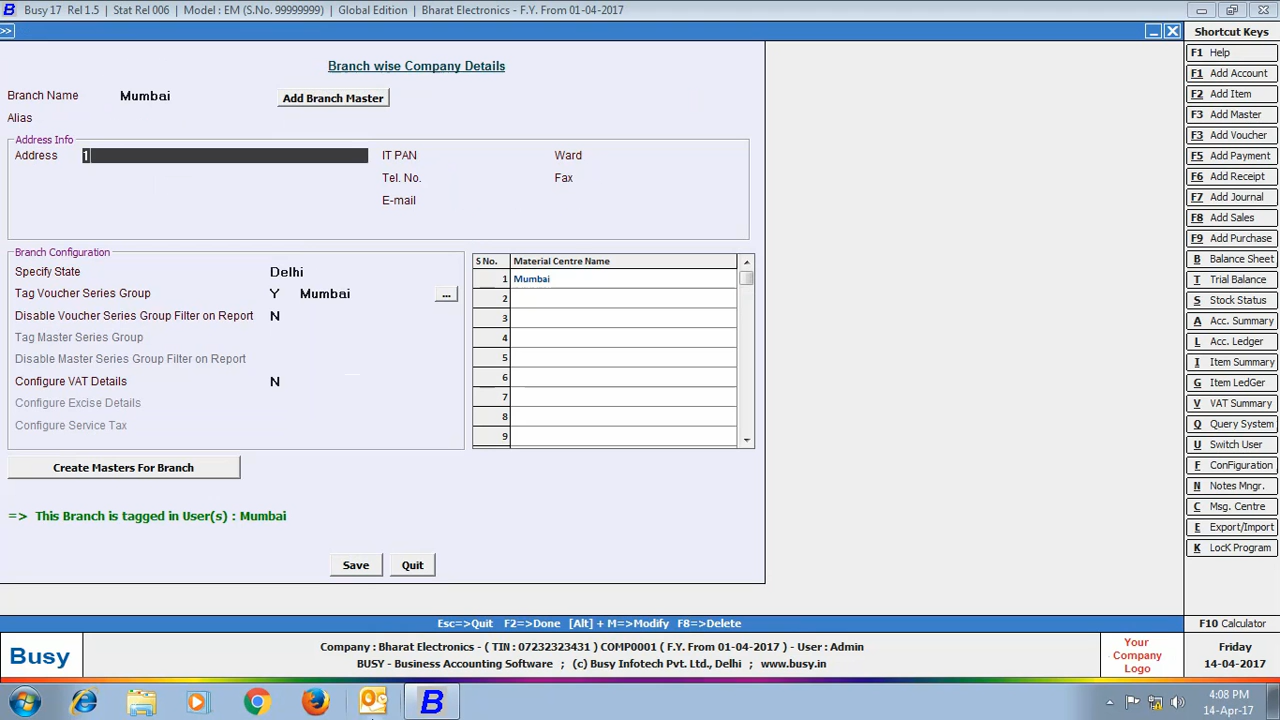 Busy 17 Rel 1.5 | Stat Rel 006 | Model : EM (S.No. 99999999) | Global Edition | Bharat Electronics - F.Y. From 01-04-2017
>>
Branch wise Company Details
Branch Name Mumbai Add Branch Master
Alias
Address Info
Address 1 IT PAN Ward
Tel. No. Fax
E-mail
Branch Configuration
Specify State Delhi
Tag Voucher Series Group Y Mumbai ...
Disable Voucher Series Group Filter on Report N
Tag Master Series Group
Disable Master Series Group Filter on Report
Configure VAT Details N
Configure Excise Details
Configure Service Tax
S No. Material Centre Name
1 Mumbai
2
3
4
5
6
7
8
9
Create Masters For Branch
=> This Branch is tagged in User(s) : Mumbai
Save Quit
Shortcut Keys
F1 Help
F1 Add Account
F2 Add Item
F3 Add Master
F3 Add Voucher
F5 Add Payment
F6 Add Receipt
F7 Add Journal
F8 Add Sales
F9 Add Purchase
B Balance Sheet
T Trial Balance
S Stock Status
A Acc. Summary
L Acc. Ledger
I Item Summary
G Item LedGer
V VAT Summary
Q Query System
U Switch User
F ConFiguration
N Notes Mngr.
C Msg. Centre
E Export/Import
K LocK Program
F10 Calculator
Esc=>Quit F2=>Done [Alt] + M=>Modify F8=>Delete
Busy
Company : Bharat Electronics - ( TIN : 07232323431 ) COMP0001 ( F.Y. From 01-04-2017 ) - User : Admin
BUSY - Business Accounting Software ; (c) Busy Infotech Pvt. Ltd., Delhi ; www.busy.in
Your
Company
Logo
Friday
14-04-2017
4:08 PM
14-Apr-17